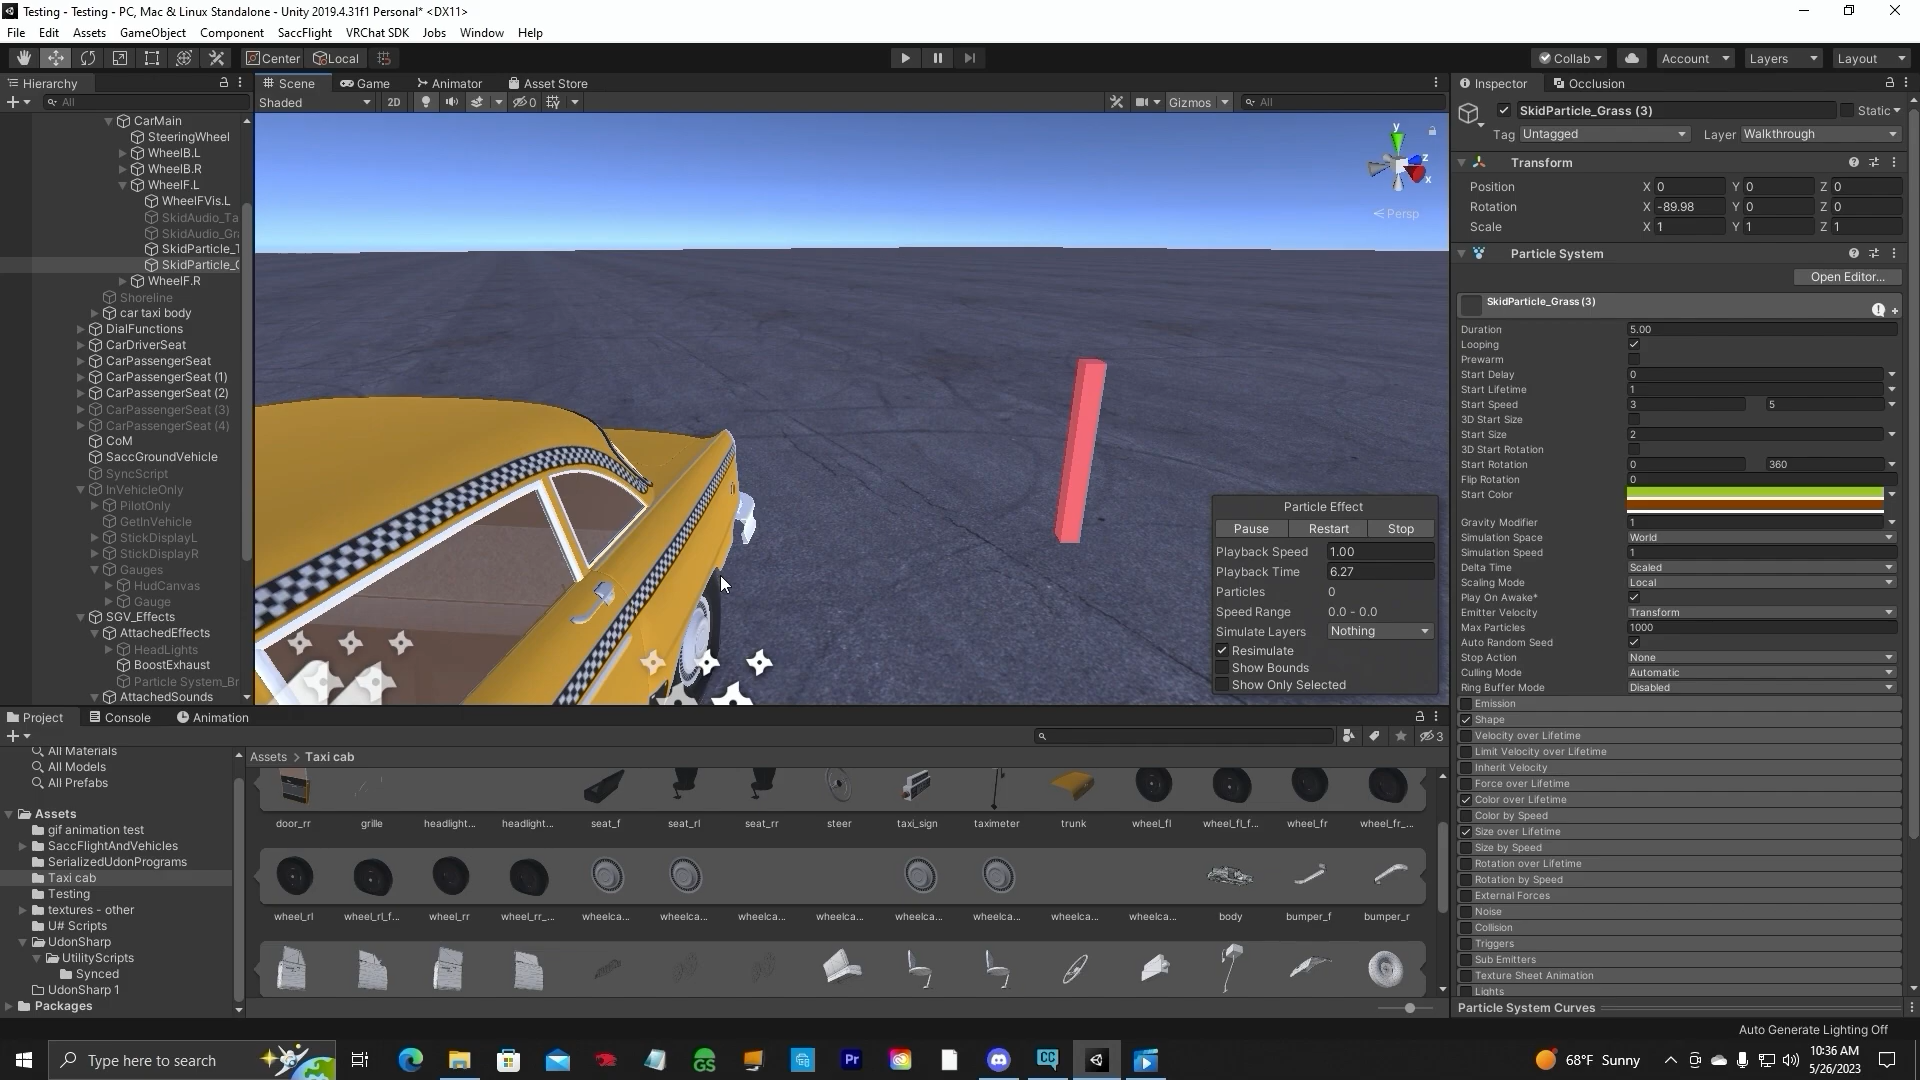 Testing - Testing - PC, Mac & Linux Standalone - Unity 2019.4.31f1 Personal* <DX11>
File Edit Assets GameObject Component SaccFlight VRChat SDK Jobs Window Help
Center Local
Collab Account Layers Layout
Hierarchy
All
CarMain
SteeringWheel
WheelB.L
WheelB.R
WheelF.L
WheelFVis.L
SkidAudio_Ta
SkidAudio_Gr
SkidParticle_T
SkidParticle_G
WheelF.R
Shoreline
car taxi body
DialFunctions
CarDriverSeat
CarPassengerSeat
CarPassengerSeat (1)
CarPassengerSeat (2)
CarPassengerSeat (3)
CarPassengerSeat (4)
CoM
SaccGroundVehicle
SyncScript
InVehicleOnly
PilotOnly
GetInVehicle
StickDisplayL
StickDisplayR
Gauges
HudCanvas
Gauge
SGV_Effects
AttachedEffects
HeadLights
BoostExhaust
Particle System_Br
AttachedSounds
Scene Game Animator Asset Store
Shaded 2D 0 Gizmos All
y
z
x
Persp
Particle Effect
Pause Restart Stop
Playback Speed 1.00
Playback Time 6.27
Particles 0
Speed Range 0.0 - 0.0
Simulate Layers Nothing
Resimulate
Show Bounds
Show Only Selected
Inspector Occlusion
SkidParticle_Grass (3) Static
Tag Untagged Layer Walkthrough
Transform
Position X 0 Y 0 Z 0
Rotation X -89.98 Y 0 Z 0
Scale X 1 Y 1 Z 1
Particle System
Open Editor...
SkidParticle_Grass (3)
Duration 5.00
Looping
Prewarm
Start Delay 0
Start Lifetime 1
Start Speed 3 5
3D Start Size
Start Size 2
3D Start Rotation
Start Rotation 0 360
Flip Rotation 0
Start Color
Gravity Modifier 1
Simulation Space World
Simulation Speed 1
Delta Time Scaled
Scaling Mode Local
Play On Awake*
Emitter Velocity Transform
Max Particles 1000
Auto Random Seed
Stop Action None
Culling Mode Automatic
Ring Buffer Mode Disabled
Emission
Shape
Velocity over Lifetime
Limit Velocity over Lifetime
Inherit Velocity
Force over Lifetime
Color over Lifetime
Color by Speed
Size over Lifetime
Size by Speed
Rotation over Lifetime
Rotation by Speed
External Forces
Noise
Collision
Triggers
Sub Emitters
Texture Sheet Animation
Lights
Particle System Curves
Auto Generate Lighting Off
Project Console Animation
3
All Materials
All Models
All Prefabs
Assets
gif animation test
SaccFlightAndVehicles
SerializedUdonPrograms
Taxi cab
Testing
textures - other
U# Scripts
UdonSharp
UtilityScripts
Synced
UdonSharp 1
Packages
Assets > Taxi cab
door_rr grille headlight... headlight... seat_f seat_rl seat_rr steer taxi_sign taximeter trunk wheel_fl wheel_fl_f... wheel_fr wheel_fr_...
wheel_rl wheel_rl_f... wheel_rr wheel_rr_... wheelca... wheelca... wheelca... wheelca... wheelca... wheelca... wheelca... wheelca... body bumper_f bumper_r
Type here to search
GS
Pr
CC
68°F Sunny
10:36 AM
5/26/2023